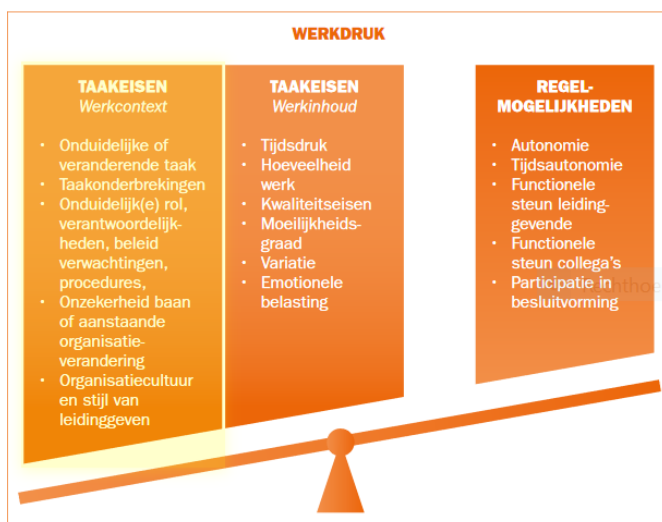 WERKDRUK
TAAKEISEN
Werkcontext
• Onduidelijke of
veranderende taak
• Taakonderbrekingen
• Onduidelijk(e) rol,
verantwoordelijk-
heden, beleid
verwachtingen,
procedures,
• Onzekerheid baan
of aanstaande
organisatie-
verandering
• Organisatiecultuur
en stijl van
leidinggeven
TAAKEISEN
Werkinhoud
• Tijdsdruk
• Hoeveelheid
werk
• Kwaliteitseisen
• Moeilijkheids-
graad
• Variatie
• Emotionele
belasting
REGEL-
MOGELIJKHEDEN
• Autonomie
• Tijdsautonomie
• Functionele
steun leiding-
gevende
• Functionele
steun collega's
• Participatie in
besluitvorming